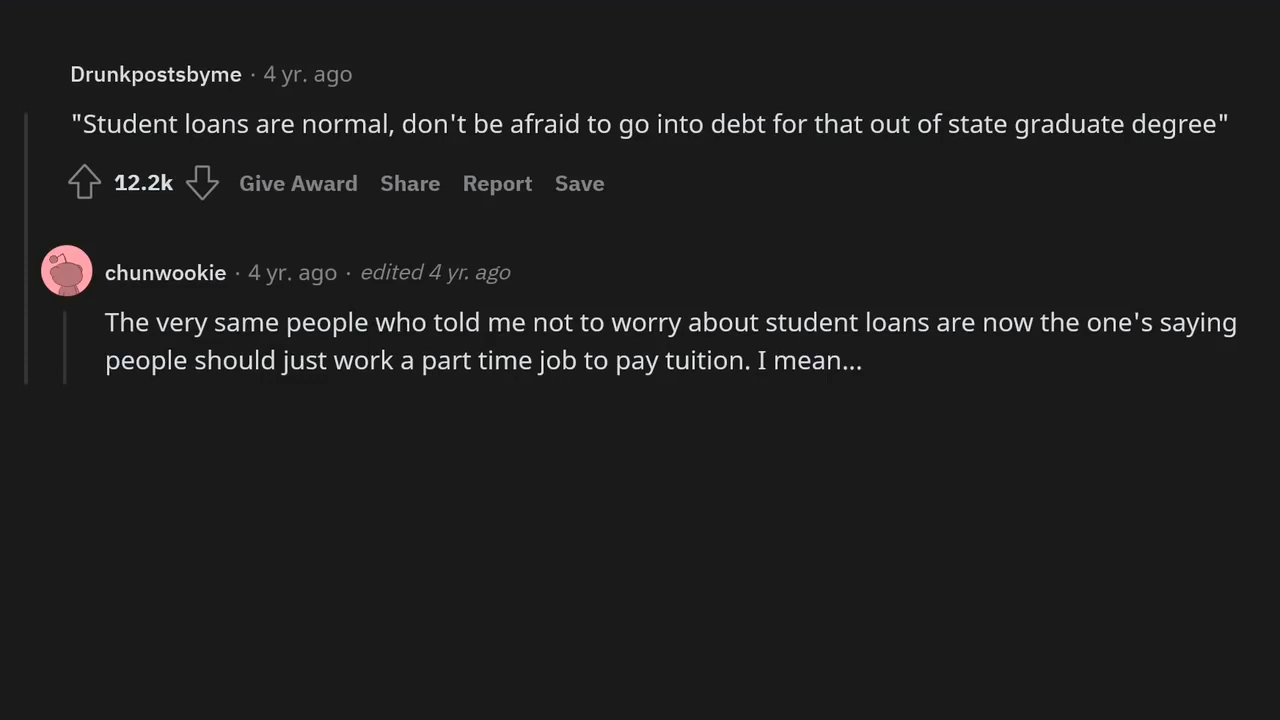 Drunkpostsbyme · 4 yr. ago
"Student loans are normal, don't be afraid to go into debt for that out of state graduate degree"
12.2k Give Award Share Report Save
chunwookie · 4 yr. ago · edited 4 yr. ago
The very same people who told me not to worry about student loans are now the one's saying
people should just work a part time job to pay tuition. I mean...